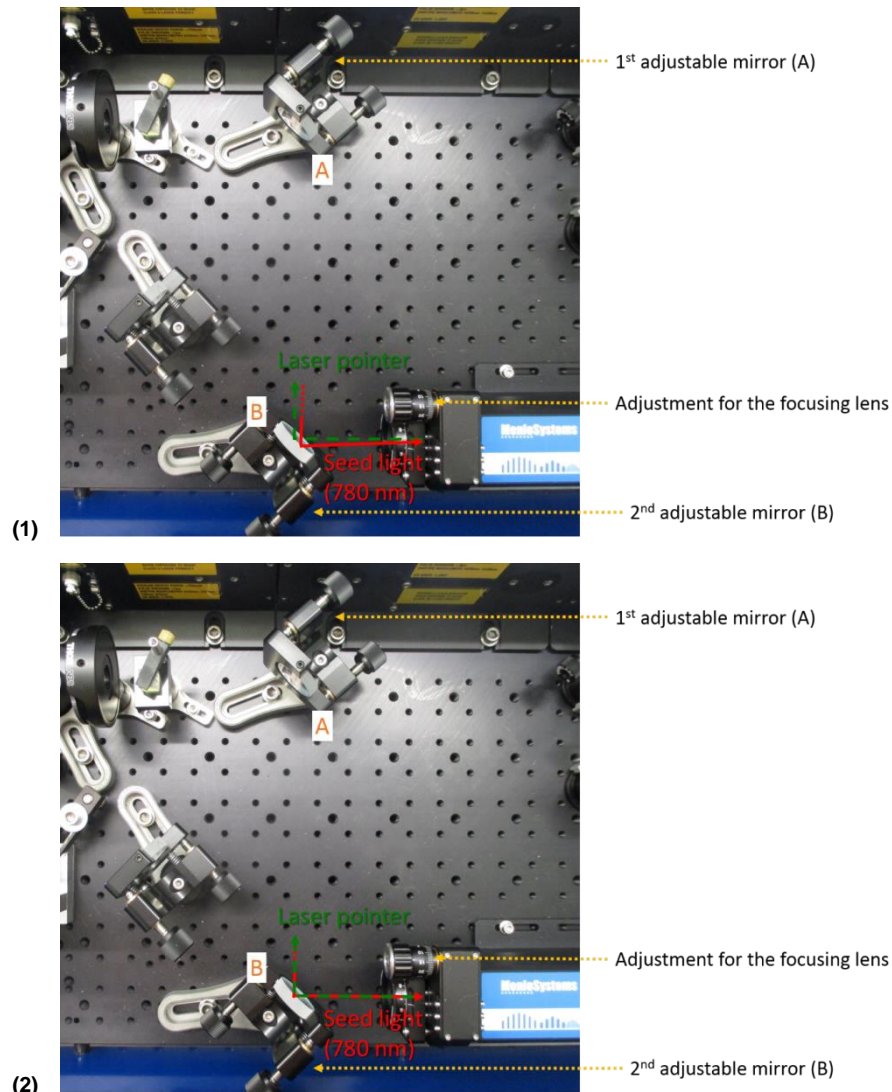 1st adjustable mirror (A)
A
Laser pointer
B
Adjustment for the focusing lens
MenloSystems
Seed light
(780 nm)
2nd adjustable mirror (B)
(1)
1st adjustable mirror (A)
A
Laser pointer
B
Adjustment for the focusing lens
MenloSystems
Seed light
(780 nm)
2nd adjustable mirror (B)
(2)